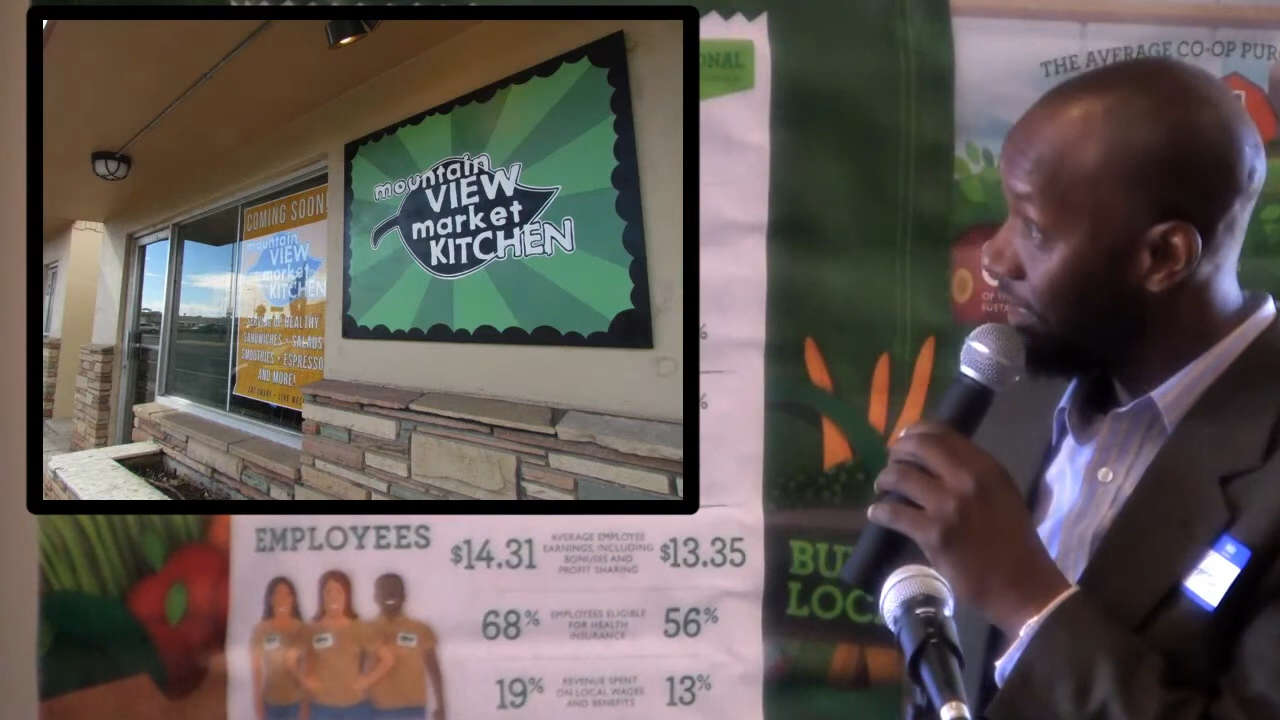 mountain
VIEW
market
KITCHEN
COMING SOON!
mountain
VIEW
market
KITCHEN
HEALTHY
SANDWICHES • SALADS
SMOOTHIES • ESPRESSO
AND MORE!
ONAL
THE AVERAGE CO-OP PUR
%
%
EMPLOYEES
$14.31 AVERAGE EMPLOYEE EARNINGS, INCLUDING BONUSES AND PROFIT SHARING $13.35
68% EMPLOYEES ELIGIBLE FOR HEALTH INSURANCE 56%
19% REVENUE SPENT ON LOCAL WAGES AND BENEFITS 13%
BU
LOC